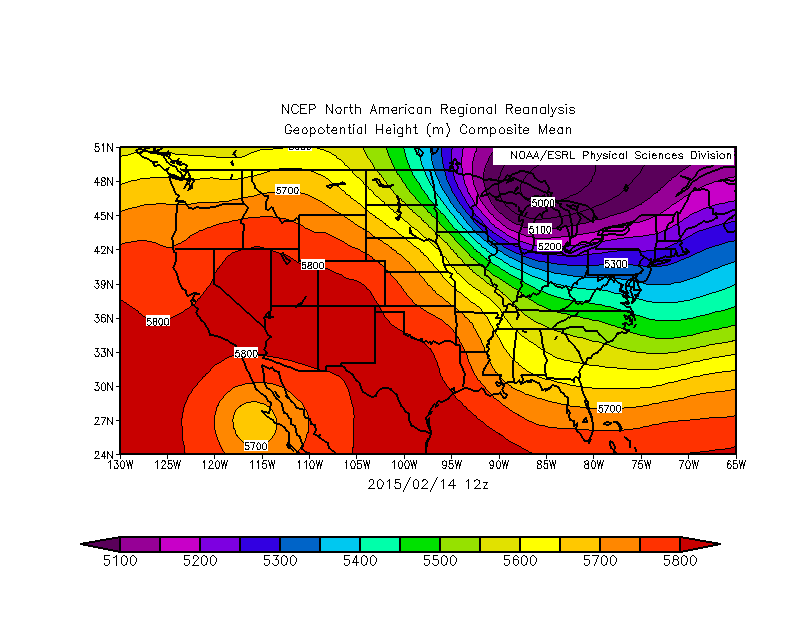 NCEP North American Regional Reanalysis
Geopotential Height (m) Composite Mean
51N
NOAA/ESRL Physical Sciences Division
48N
5700
5000
45N
5100
5200
42N
5800
5300
39N
36N
5800
33N
5800
30N
5700
27N
5700
24N
130W 125W 120W 115W 110W 105W 100W 95W 90W 85W 80W 75W 70W 65W
2015/02/14 12z
5100 5200 5300 5400 5500 5600 5700 5800